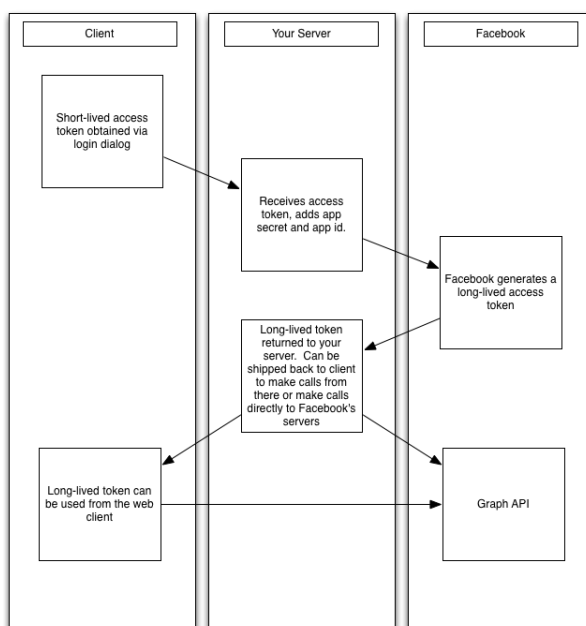 Client
Your Server
Facebook
Short-lived access
token obtained via
login dialog
Receives access
token, adds app
secret and app id.
Facebook generates a
long-lived access
token
Long-lived token
returned to your
server.  Can be
shipped back to client
to make calls from
there or make calls
directly to Facebook's
servers
Long-lived token can
be used from the web
client
Graph API